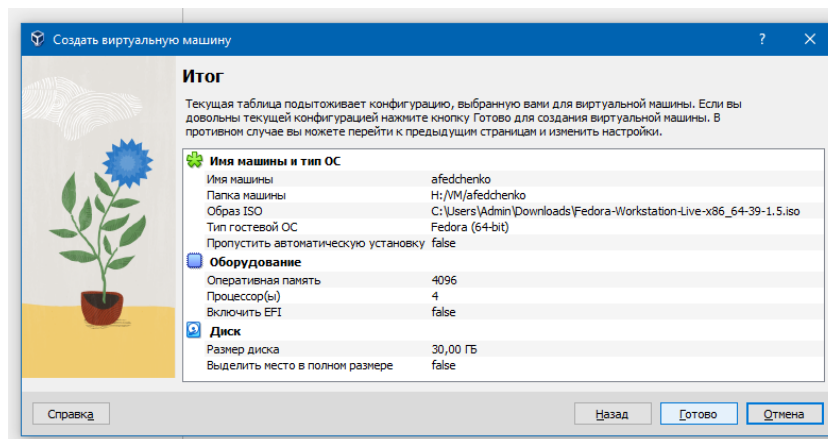 Создать виртуальную машину
Итог
Текущая таблица подытоживает конфигурацию, выбранную вами для виртуальной машины. Если вы
довольны текущей конфигурацией нажмите кнопку Готово для создания виртуальной машины. В
противном случае вы можете перейти к предыдущим страницам и изменить настройки.
Имя машины и тип ОС
Имя машины afedchenko
Папка машины H:/VM/afedchenko
Образ ISO C:\Users\Admin\Downloads\Fedora-Workstation-Live-x86_64-39-1.5.iso
Тип гостевой ОС Fedora (64-bit)
Пропустить автоматическую установку false
Оборудование
Оперативная память 4096
Процессор(ы) 4
Включить EFI false
Диск
Размер диска 30,00 ГБ
Выделить место в полном размере false
Справка Назад Готово Отмена